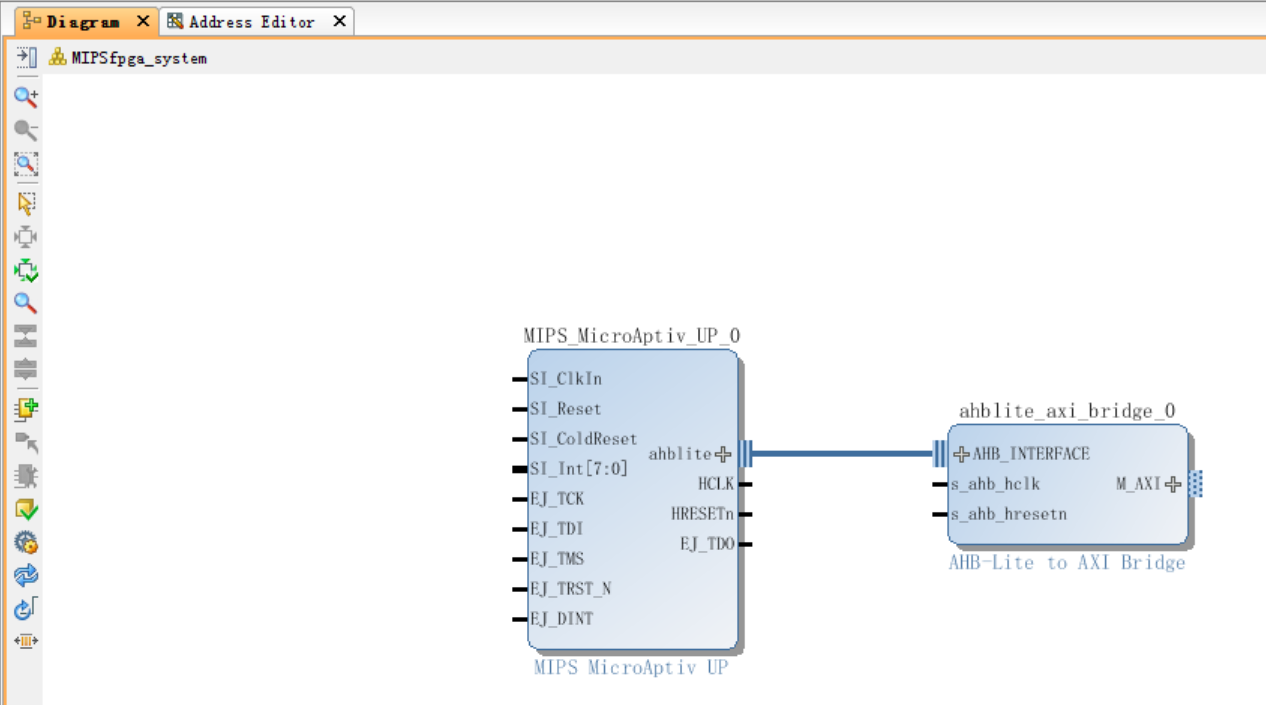 Diagram X Address Editor X
MIPSfpga_system
MIPS_MicroAptiv_UP_0
SI_ClkIn
SI_Reset
SI_ColdReset
ahblite
SI_Int[7:0]
HCLK
EJ_TCK
HRESETn
EJ_TDI
EJ_TDO
EJ_TMS
EJ_TRST_N
EJ_DINT
MIPS MicroAptiv UP
ahblite_axi_bridge_0
AHB_INTERFACE
s_ahb_hclk
M_AXI
s_ahb_hresetn
AHB-Lite to AXI Bridge